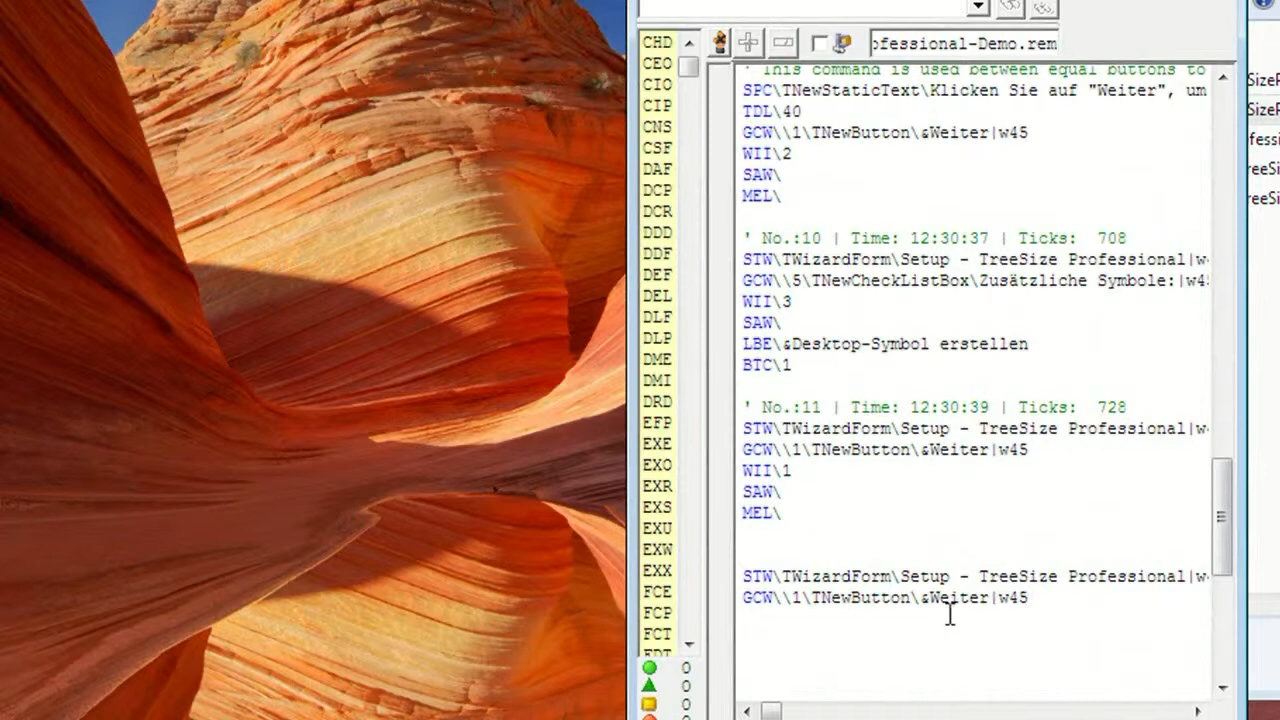 ofessional-Demo.rem
CHD
CEO
CIO
CIP
CNS
CSF
DAF
DCP
DCR
DDD
DDF
DEF
DEL
DLF
DLP
DME
DMI
DRD
EFP
EXE
EXO
EXR
EXS
EXU
EXW
EXX
FCE
FCP
FCT
0
0
0
' This command is used between equal buttons to
SPC\TNewStaticText\Klicken Sie auf "Weiter", um
TDL\40
GCW\\1\TNewButton\&Weiter|w45
WII\2
SAW\
MEL\
' No.:10 | Time: 12:30:37 | Ticks: 708
STW\TWizardForm\Setup - TreeSize Professional|w
GCW\\5\TNewCheckListBox\Zusätzliche Symbole:|w4
WII\3
SAW\
LBE\&Desktop-Symbol erstellen
BTC\1
' No.:11 | Time: 12:30:39 | Ticks: 728
STW\TWizardForm\Setup - TreeSize Professional|w
GCW\\1\TNewButton\&Weiter|w45
WII\1
SAW\
MEL\
STW\TWizardForm\Setup - TreeSize Professional|w
GCW\\1\TNewButton\&Weiter|w45
Size
Size
fessi
reeSi
reeSi